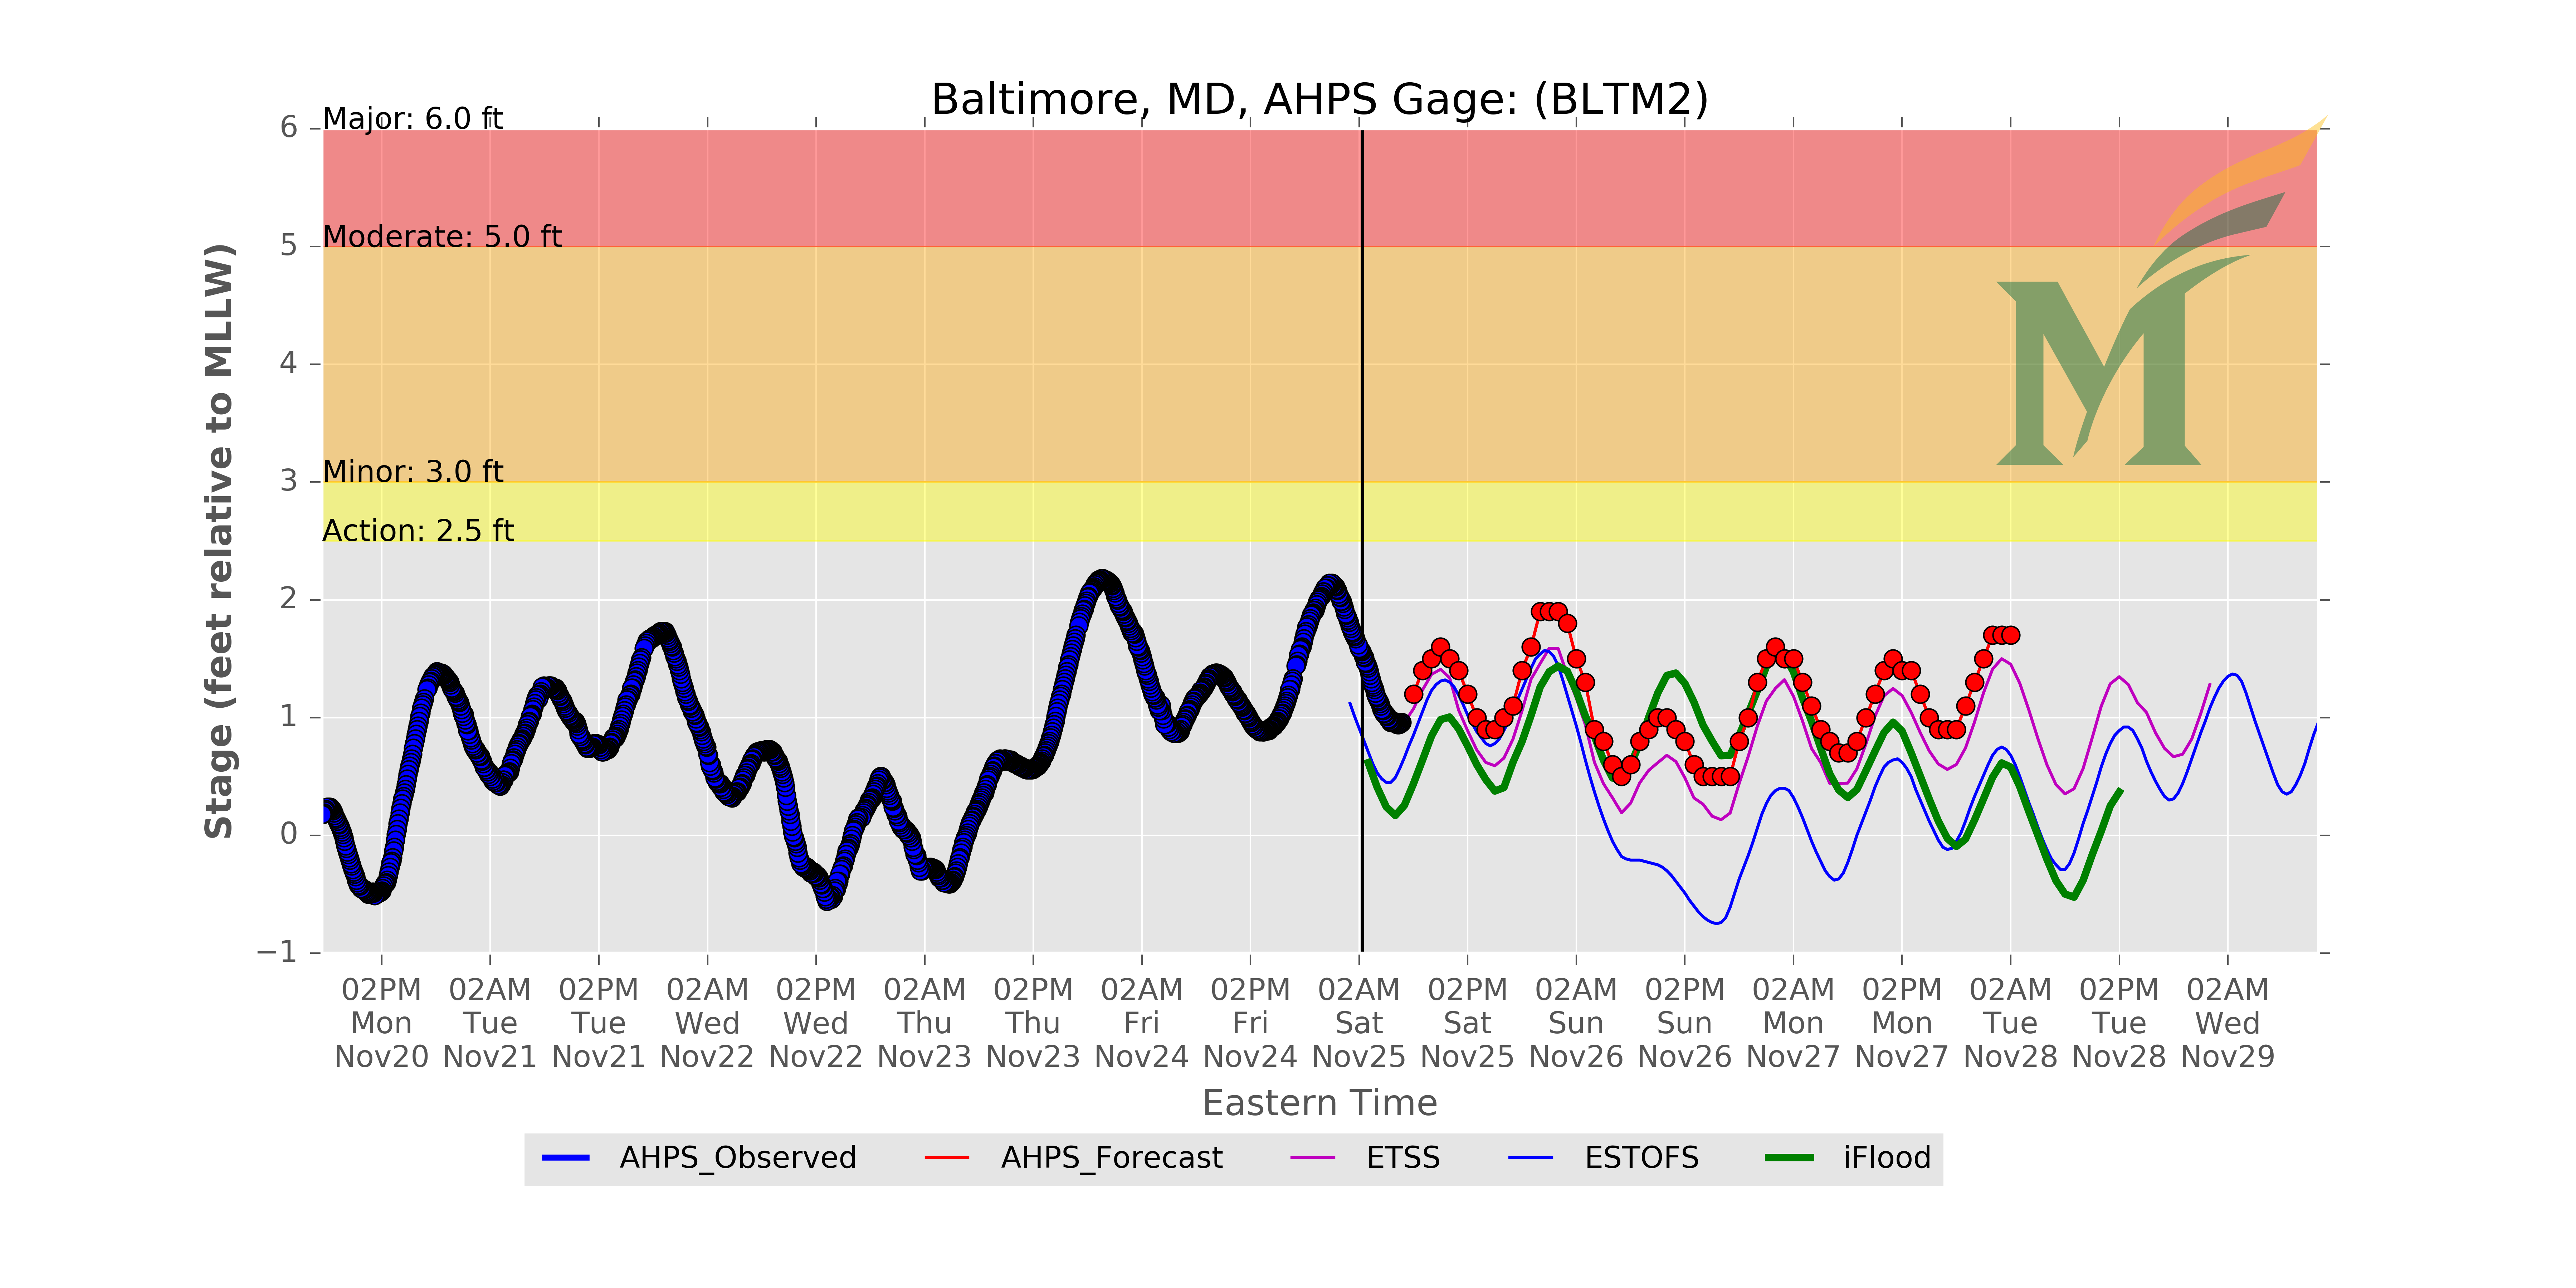 Baltimore, MD, AHPS Gage: (BLTM2)
Major: 6.0 ft
Moderate: 5.0 ft
Minor: 3.0 ft
Action: 2.5 ft
6
5
4
3
2
1
0
−1
Stage (feet relative to MLLW)
M
02PM 02AM 02PM 02AM 02PM 02AM 02PM 02AM 02PM 02AM 02PM 02AM 02PM 02AM 02PM 02AM 02PM 02AM
Mon Tue Tue Wed Wed Thu Thu Fri Fri Sat Sat Sun Sun Mon Mon Tue Tue Wed
Nov20 Nov21 Nov21 Nov22 Nov22 Nov23 Nov23 Nov24 Nov24 Nov25 Nov25 Nov26 Nov26 Nov27 Nov27 Nov28 Nov28 Nov29
Eastern Time
AHPS_Observed AHPS_Forecast ETSS ESTOFS iFlood